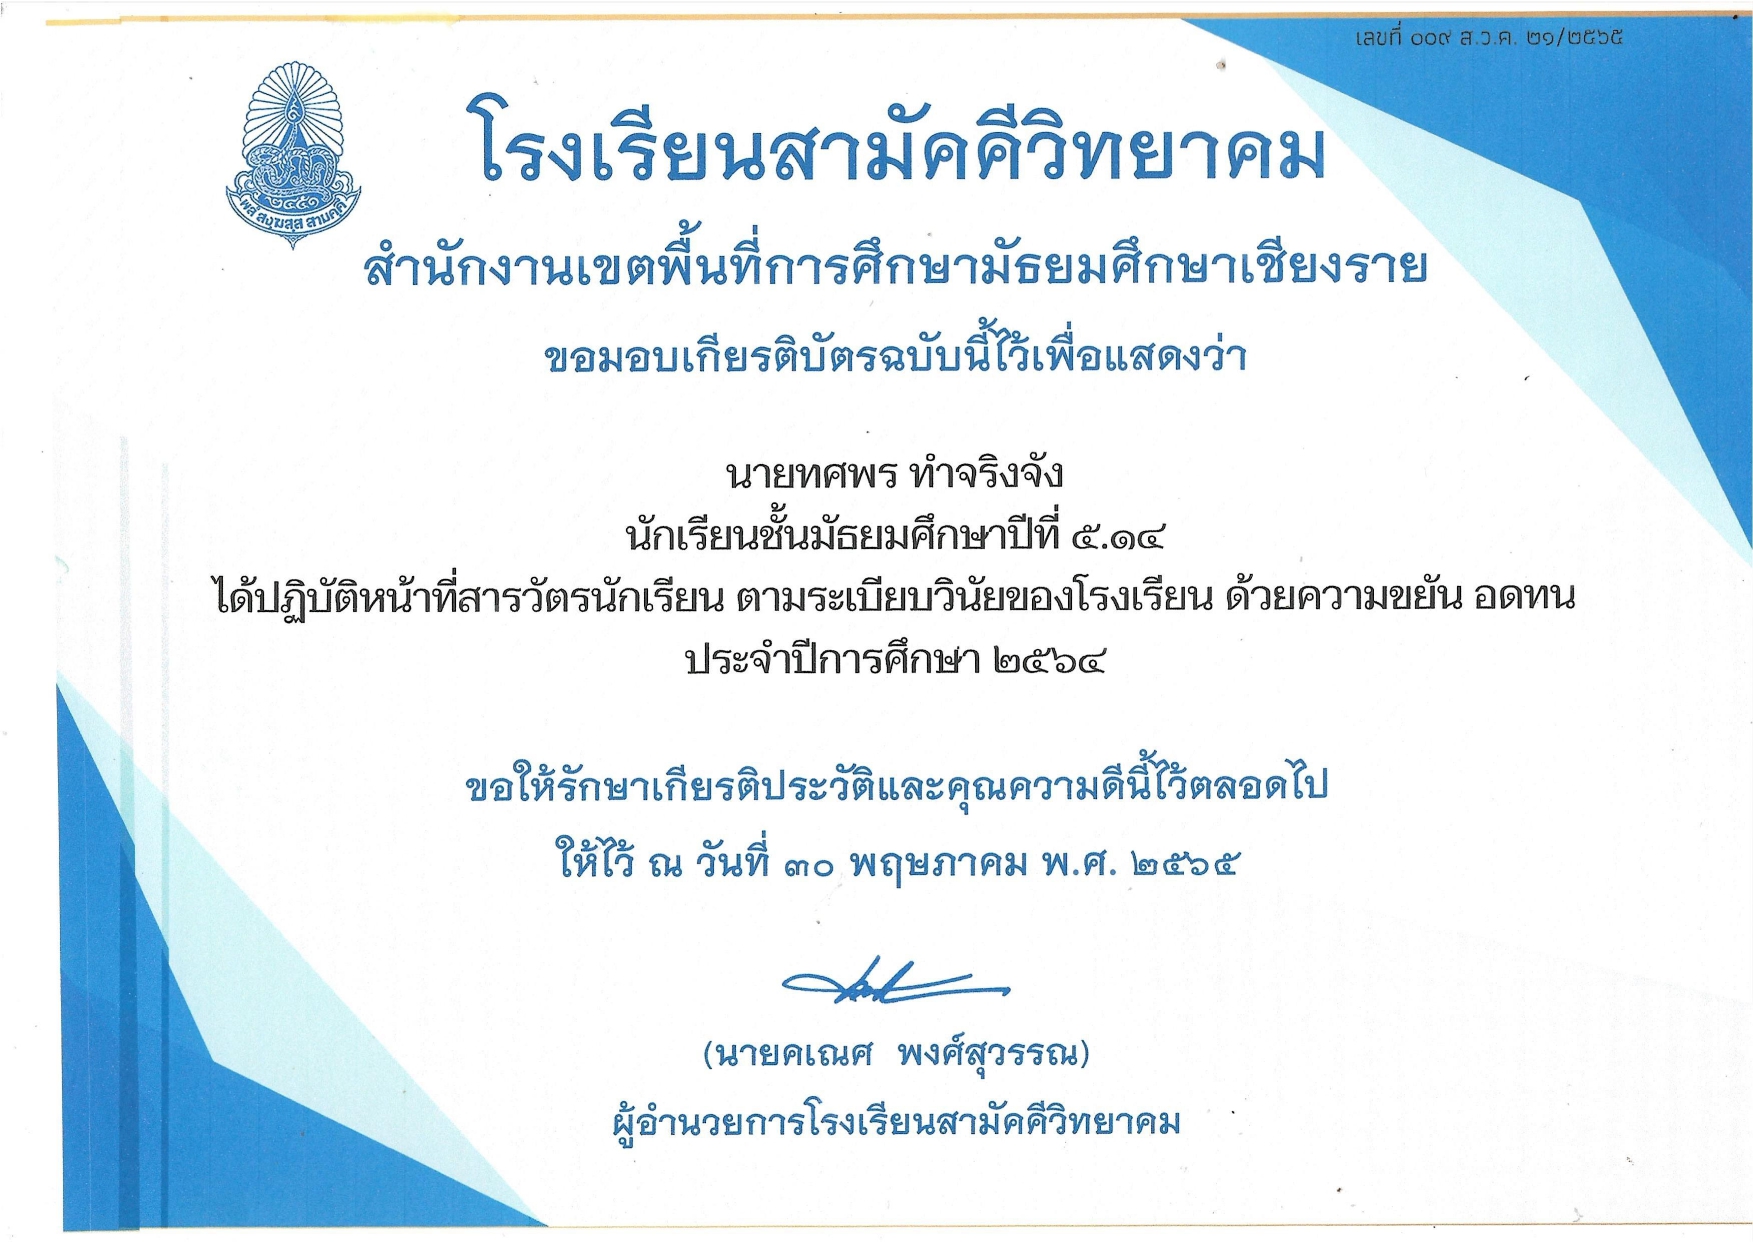 เลขที่ ๐๐๙ ส.ว.ค. ๒๑/๒๕๖๕
๒๔๕๑
พลํ สงฺฆสฺส สามคฺคี
โรงเรียนสามัคคีวิทยาคม
สำนักงานเขตพื้นที่การศึกษามัธยมศึกษาเชียงราย
ขอมอบเกียรติบัตรฉบับนี้ไว้เพื่อแสดงว่า
นายทศพร ทำจริงจัง
นักเรียนชั้นมัธยมศึกษาปีที่ ๕.๑๔
ได้ปฏิบัติหน้าที่สารวัตรนักเรียน ตามระเบียบวินัยของโรงเรียน ด้วยความขยัน อดทน
ประจำปีการศึกษา ๒๕๖๔
ขอให้รักษาเกียรติประวัติและคุณความดีนี้ไว้ตลอดไป
ให้ไว้ ณ วันที่ ๓๐ พฤษภาคม พ.ศ. ๒๕๖๕
(นายคเณศ พงศ์สุวรรณ)
ผู้อำนวยการโรงเรียนสามัคคีวิทยาคม